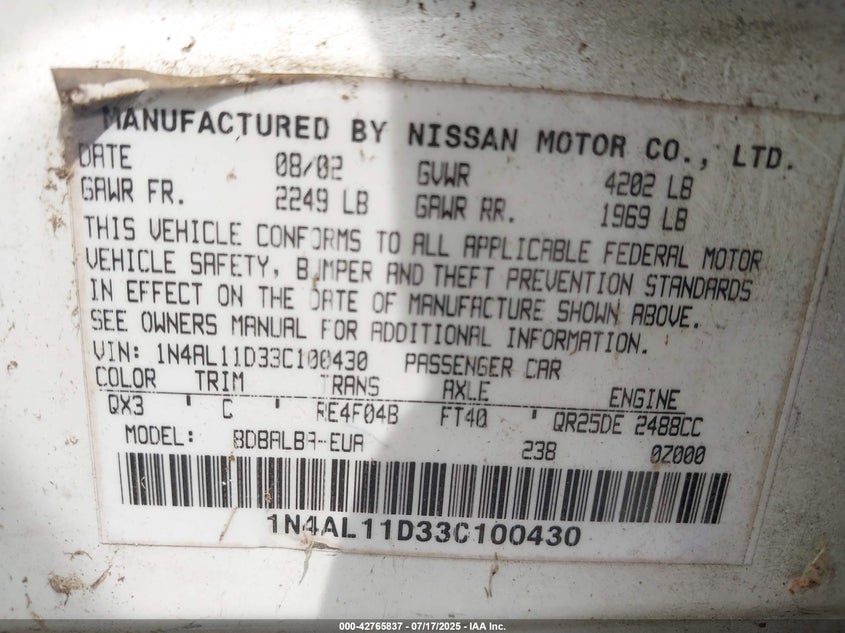 MANUFACTURED BY NISSAN MOTOR CO., LTD.
DATE 08/02 GVWR 4202 LB
GAWR FR. 2249 LB GAWR RR. 1969 LB
THIS VEHICLE CONFORMS TO ALL APPLICABLE FEDERAL MOTOR
VEHICLE SAFETY, BUMPER AND THEFT PREVENTION STANDARDS
IN EFFECT ON THE DATE OF MANUFACTURE SHOWN ABOVE.
SEE OWNERS MANUAL FOR ADDITIONAL INFORMATION.
VIN: 1N4AL11D33C100430 PASSENGER CAR
COLOR TRIM TRANS AXLE ENGINE
QX3 ' C ' RE4F04B FT40 ' QR25DE 2488CC
MODEL: 238 0Z000
1N4AL11D33C100430
000-42765837 - 07/17/2025 - IAA Inc.